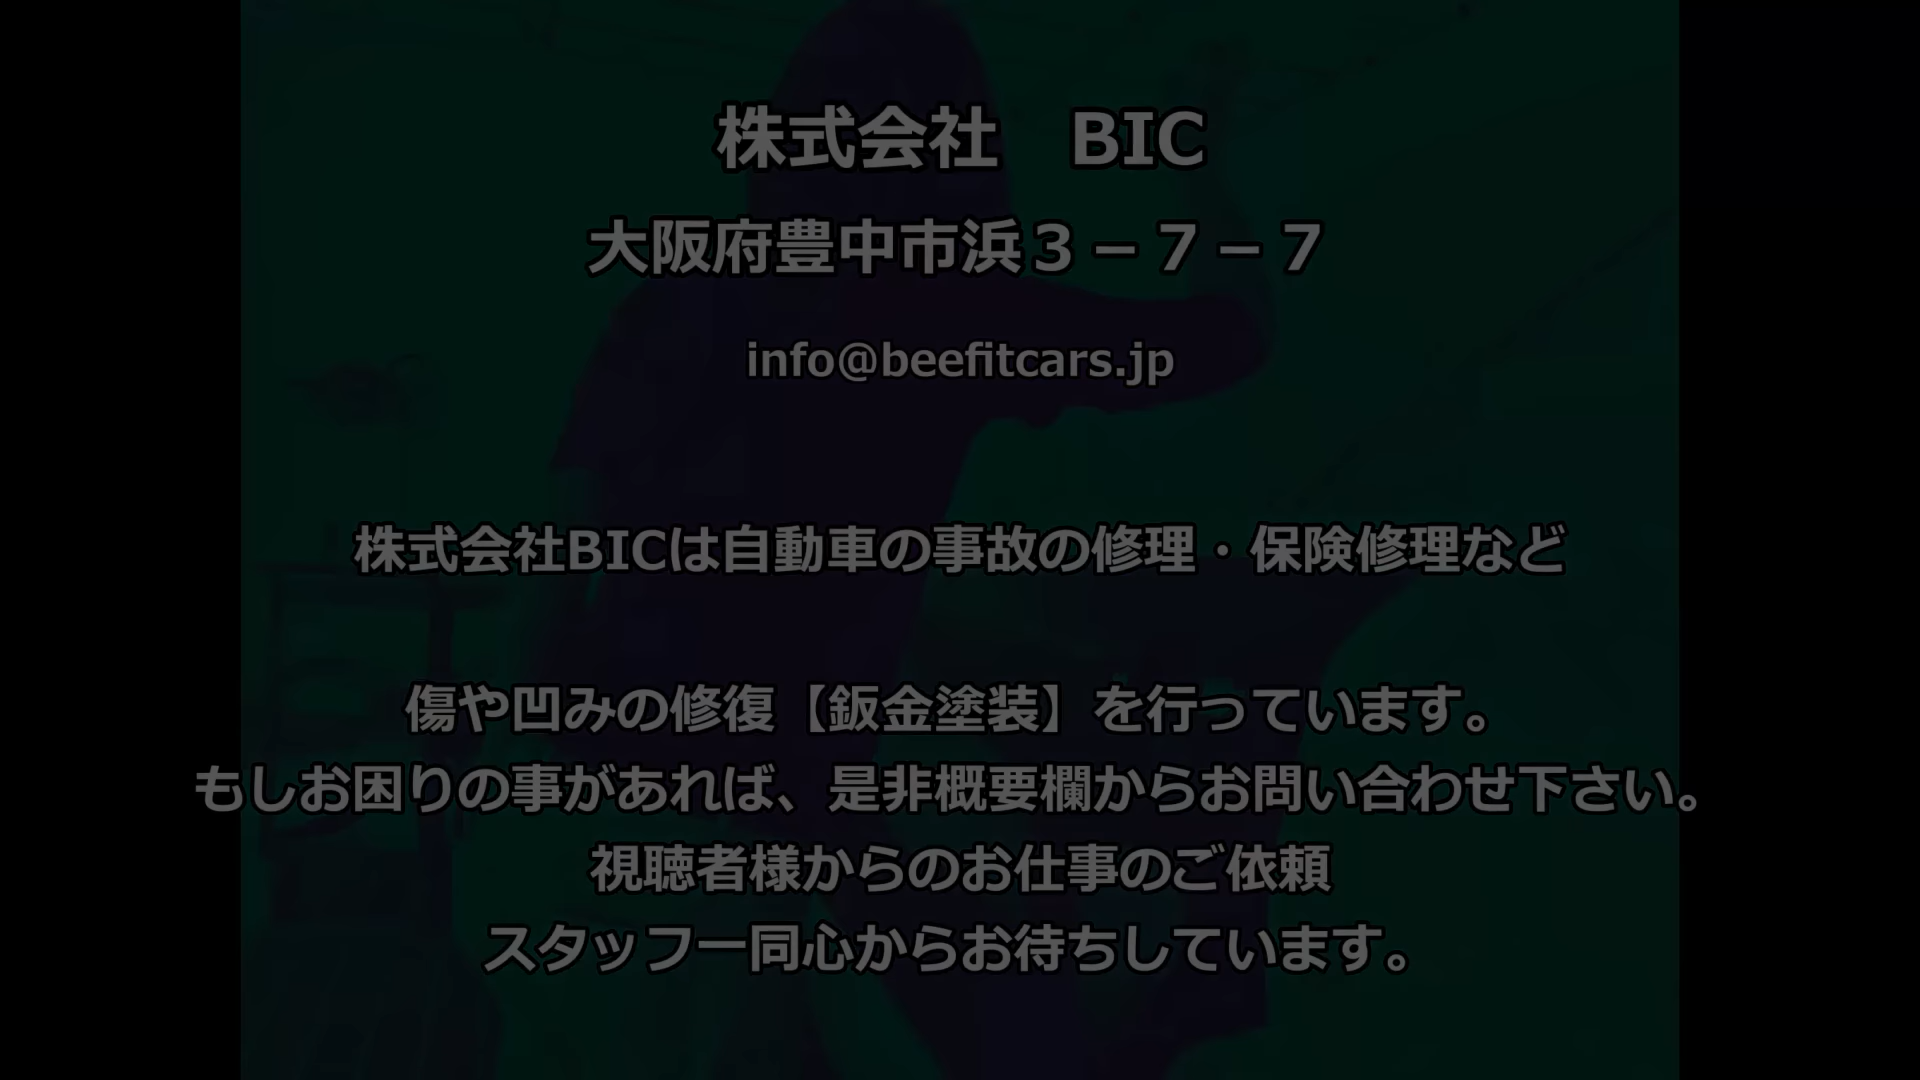 株式会社　BIC
大阪府豊中市浜３－７－７
info@beefitcars.jp
株式会社BICは自動車の事故の修理・保険修理など
傷や凹みの修復【鈑金塗装】を行っています。
もしお困りの事があれば、是非概要欄からお問い合わせ下さい。
視聴者様からのお仕事のご依頼
スタッフ一同心からお待ちしています。